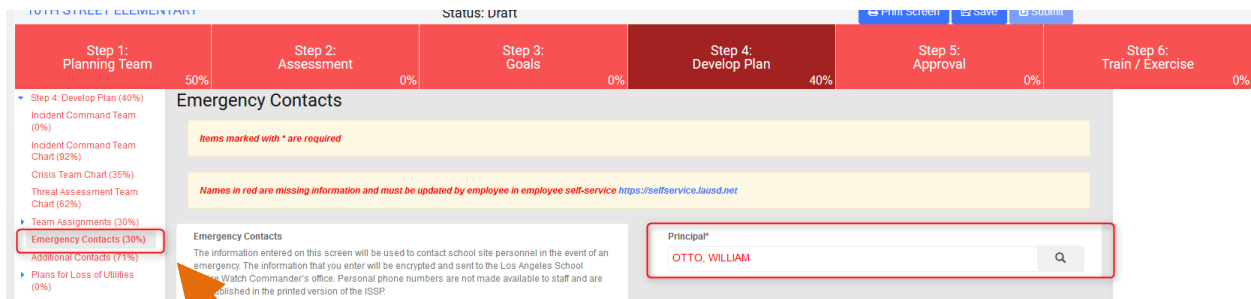 10TH STREET ELEMENTARY
Status: Draft
Print Screen
Save
Submit
Step 1:
Planning Team
50%
Step 2:
Assessment
0%
Step 3:
Goals
0%
Step 4:
Develop Plan
40%
Step 5:
Approval
0%
Step 6:
Train / Exercise
0%
Step 4: Develop Plan (40%)
Incident Command Team
(0%)
Incident Command Team
Chart (92%)
Crisis Team Chart (35%)
Threat Assessment Team
Chart (62%)
Team Assignments (30%)
Emergency Contacts (30%)
Additional Contacts (71%)
Plans for Loss of Utilities
(0%)
Emergency Contacts
Items marked with * are required
Names in red are missing information and must be updated by employee in employee self-service https://selfservice.lausd.net
Emergency Contacts
The information entered on this screen will be used to contact school site personnel in the event of an
emergency. The information that you enter will be encrypted and sent to the Los Angeles School
Watch Commander's office. Personal phone numbers are not made available to staff and are
published in the printed version of the ISSP.
Principal*
OTTO, WILLIAM